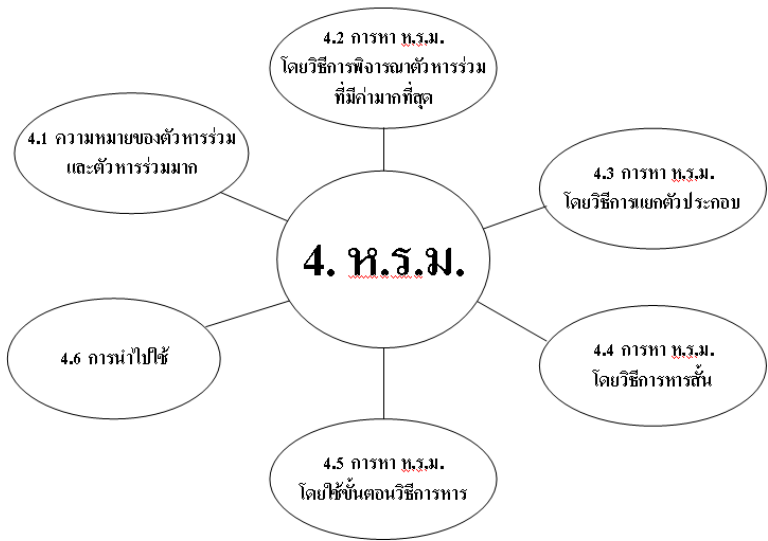 4.2 การหา ห.ร.ม.
โดยวิธีการพิจารณาตัวหารร่วม
ที่มีค่ามากที่สุด
4.1 ความหมายของตัวหารร่วม
และตัวหารร่วมมาก
4.3 การหา ห.ร.ม.
โดยวิธีการแยกตัวประกอบ
4. ห.ร.ม.
4.6 การนำไปใช้
4.4 การหา ห.ร.ม.
โดยวิธีการหารสั้น
4.5 การหา ห.ร.ม.
โดยใช้ขั้นตอนวิธีการหาร